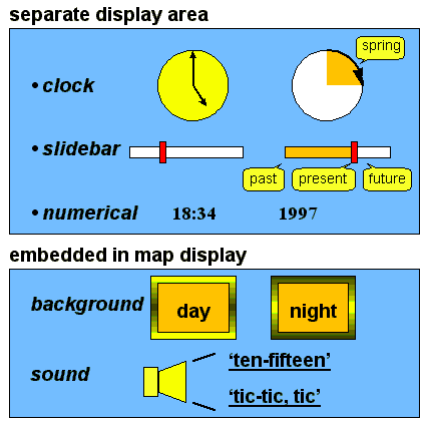 separate display area
• clock
spring
• slidebar
past present future
• numerical 18:34 1997
embedded in map display
background day night
sound
‘ten-fifteen’
‘tic-tic, tic’